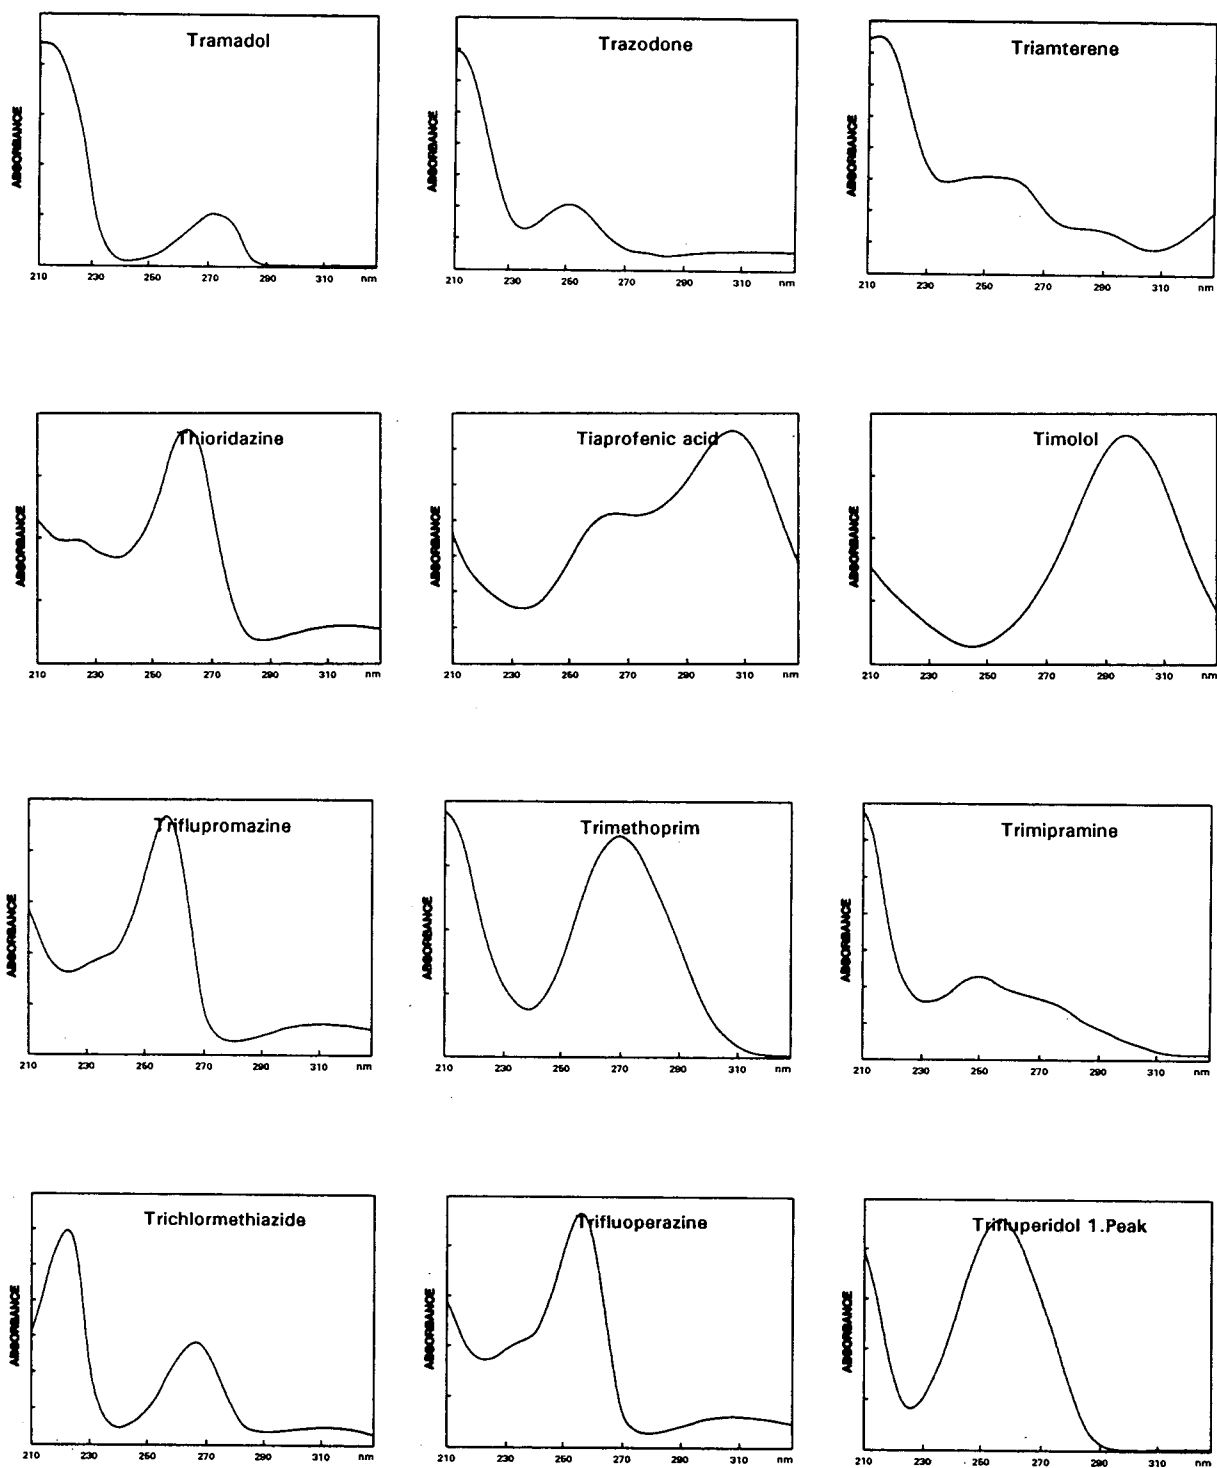 Tramadol
ABSORBANCE
210 230 250 270 290 310 nm
Trazodone
ABSORBANCE
210 230 250 270 290 310 nm
Triamterene
ABSORBANCE
210 230 250 270 290 310 nm
Thioridazine
ABSORBANCE
210 230 250 270 290 310 nm
Tiaprofenic acid
ABSORBANCE
210 230 250 270 290 310 nm
Timolol
ABSORBANCE
210 230 250 270 290 310 nm
Triflupromazine
ABSORBANCE
210 230 250 270 290 310 nm
Trimethoprim
ABSORBANCE
210 230 250 270 290 310 nm
Trimipramine
ABSORBANCE
210 230 250 270 290 310 nm
Trichlormethiazide
ABSORBANCE
210 230 250 270 290 310 nm
Trifluoperazine
ABSORBANCE
210 230 250 270 290 310 nm
Trifluperidol 1.Peak
ABSORBANCE
210 230 250 270 290 310 nm